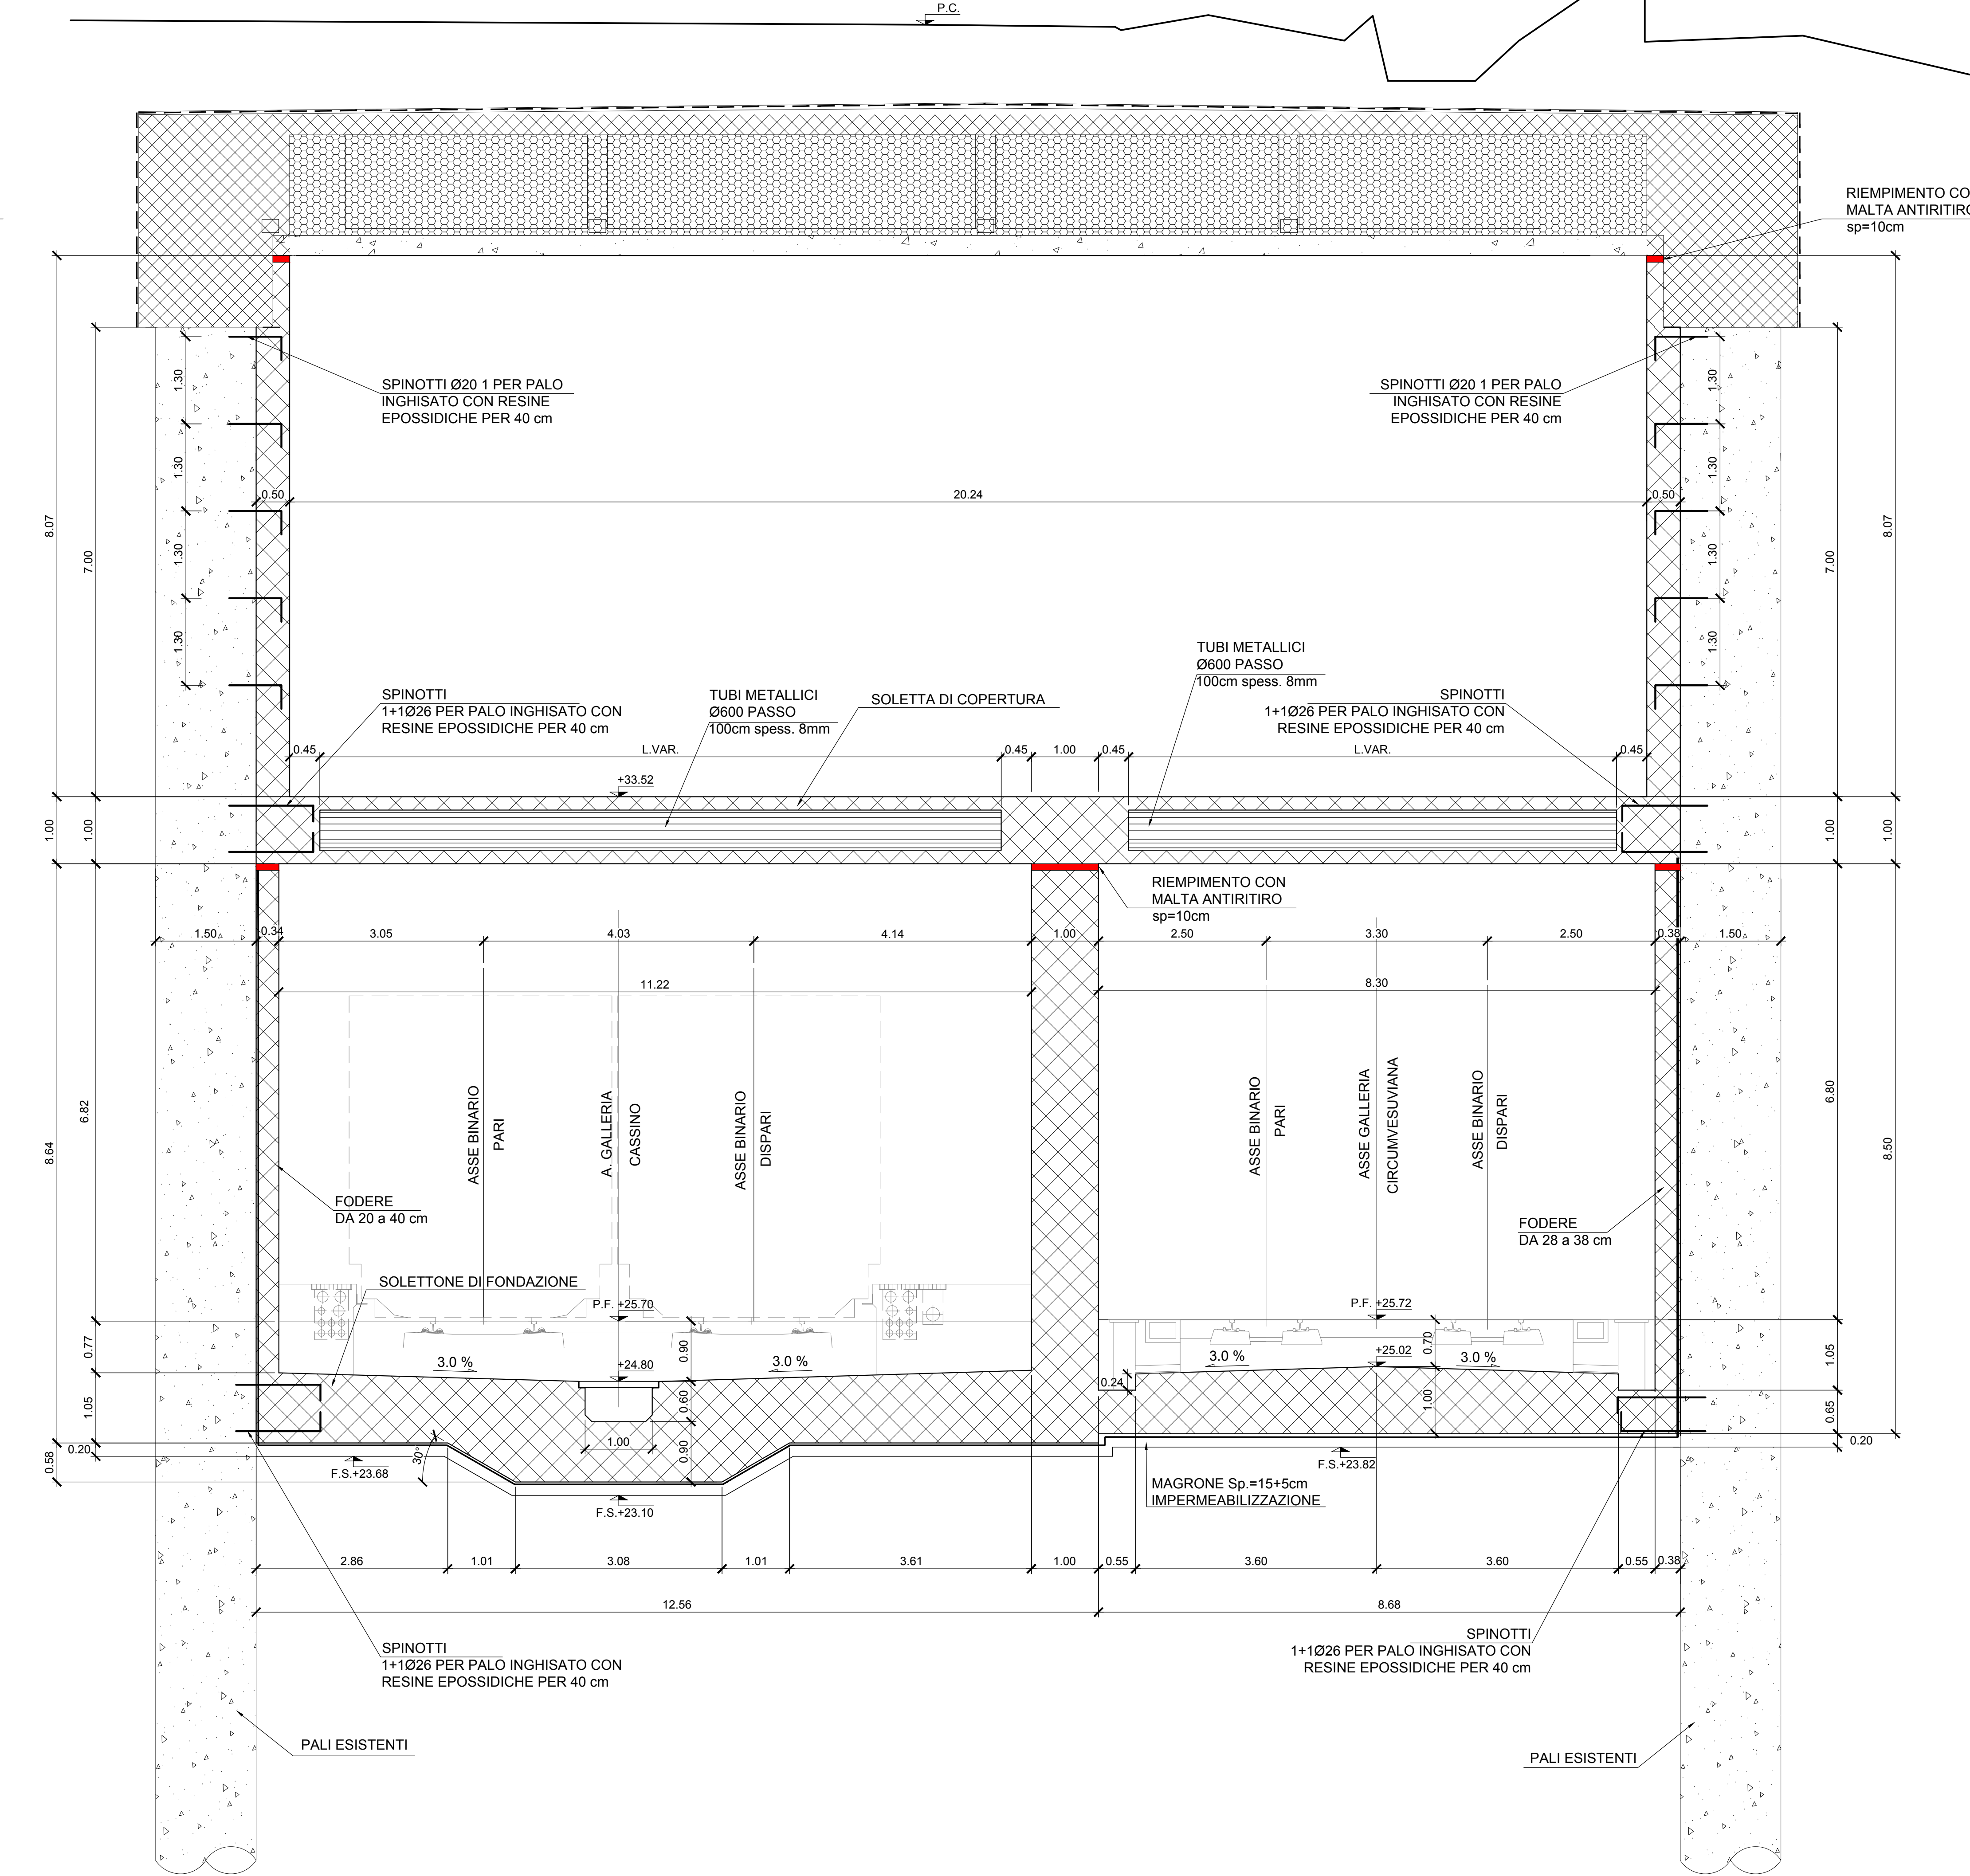 P.C.
RIEMPIMENTO CO
MALTA ANTIRITIRO
sp=10cm
SPINOTTI Ø20 1 PER PALO
INGHISATO CON RESINE
EPOSSIDICHE PER 40 cm
SPINOTTI Ø20 1 PER PALO
INGHISATO CON RESINE
EPOSSIDICHE PER 40 cm
1.30
1.30
1.30
1.30
1.30
1.30
1.30
1.30
0.50
20.24
0.50
8.07
7.00
7.00
8.07
SPINOTTI
1+1Ø26 PER PALO INGHISATO CON
RESINE EPOSSIDICHE PER 40 cm
TUBI METALLICI
Ø600 PASSO
100cm spess. 8mm
SOLETTA DI COPERTURA
TUBI METALLICI
Ø600 PASSO
100cm spess. 8mm
SPINOTTI
1+1Ø26 PER PALO INGHISATO CON
RESINE EPOSSIDICHE PER 40 cm
0.45
L.VAR.
0.45
1.00
0.45
L.VAR.
0.45
+33.52
1.00
1.00
1.00
1.00
RIEMPIMENTO CON
MALTA ANTIRITIRO
sp=10cm
1.50
0.34
3.05
4.03
4.14
1.00
2.50
3.30
2.50
0.38
1.50
11.22
8.30
8.64
6.82
6.80
8.50
ASSE BINARIO
PARI
A. GALLERIA
CASSINO
ASSE BINARIO
DISPARI
ASSE BINARIO
PARI
ASSE GALLERIA
CIRCUMVESUVIANA
ASSE BINARIO
DISPARI
FODERE
DA 20 a 40 cm
FODERE
DA 28 a 38 cm
SOLETTONE DI FONDAZIONE
P.F. +25.70
P.F. +25.72
0.77
0.90
0.70
1.05
3.0 %
+24.80
3.0 %
3.0 %
+25.02
3.0 %
1.05
0.60
0.24
1.00
0.65
1.00
0.90
30°
0.20
0.58
0.20
F.S.+23.68
F.S.+23.82
F.S.+23.10
MAGRONE Sp.=15+5cm
IMPERMEABILIZZAZIONE
2.86
1.01
3.08
1.01
3.61
1.00
0.55
3.60
3.60
0.55
0.38
12.56
8.68
SPINOTTI
1+1Ø26 PER PALO INGHISATO CON
RESINE EPOSSIDICHE PER 40 cm
SPINOTTI
1+1Ø26 PER PALO INGHISATO CON
RESINE EPOSSIDICHE PER 40 cm
PALI ESISTENTI
PALI ESISTENTI